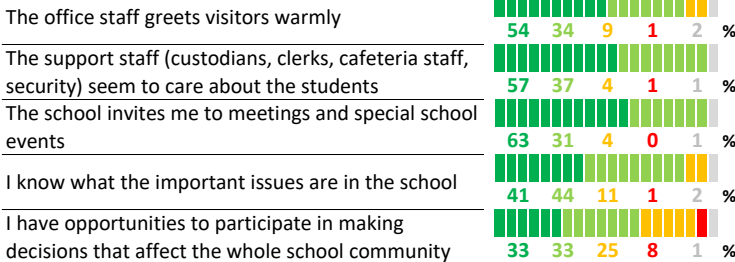 The office staff greets visitors warmly
54 34 9 1 2 %
The support staff (custodians, clerks, cafeteria staff,
security) seem to care about the students
57 37 4 1 1 %
The school invites me to meetings and special school
events
63 31 4 0 1 %
I know what the important issues are in the school
41 44 11 1 2 %
I have opportunities to participate in making
decisions that affect the whole school community
33 33 25 8 1 %